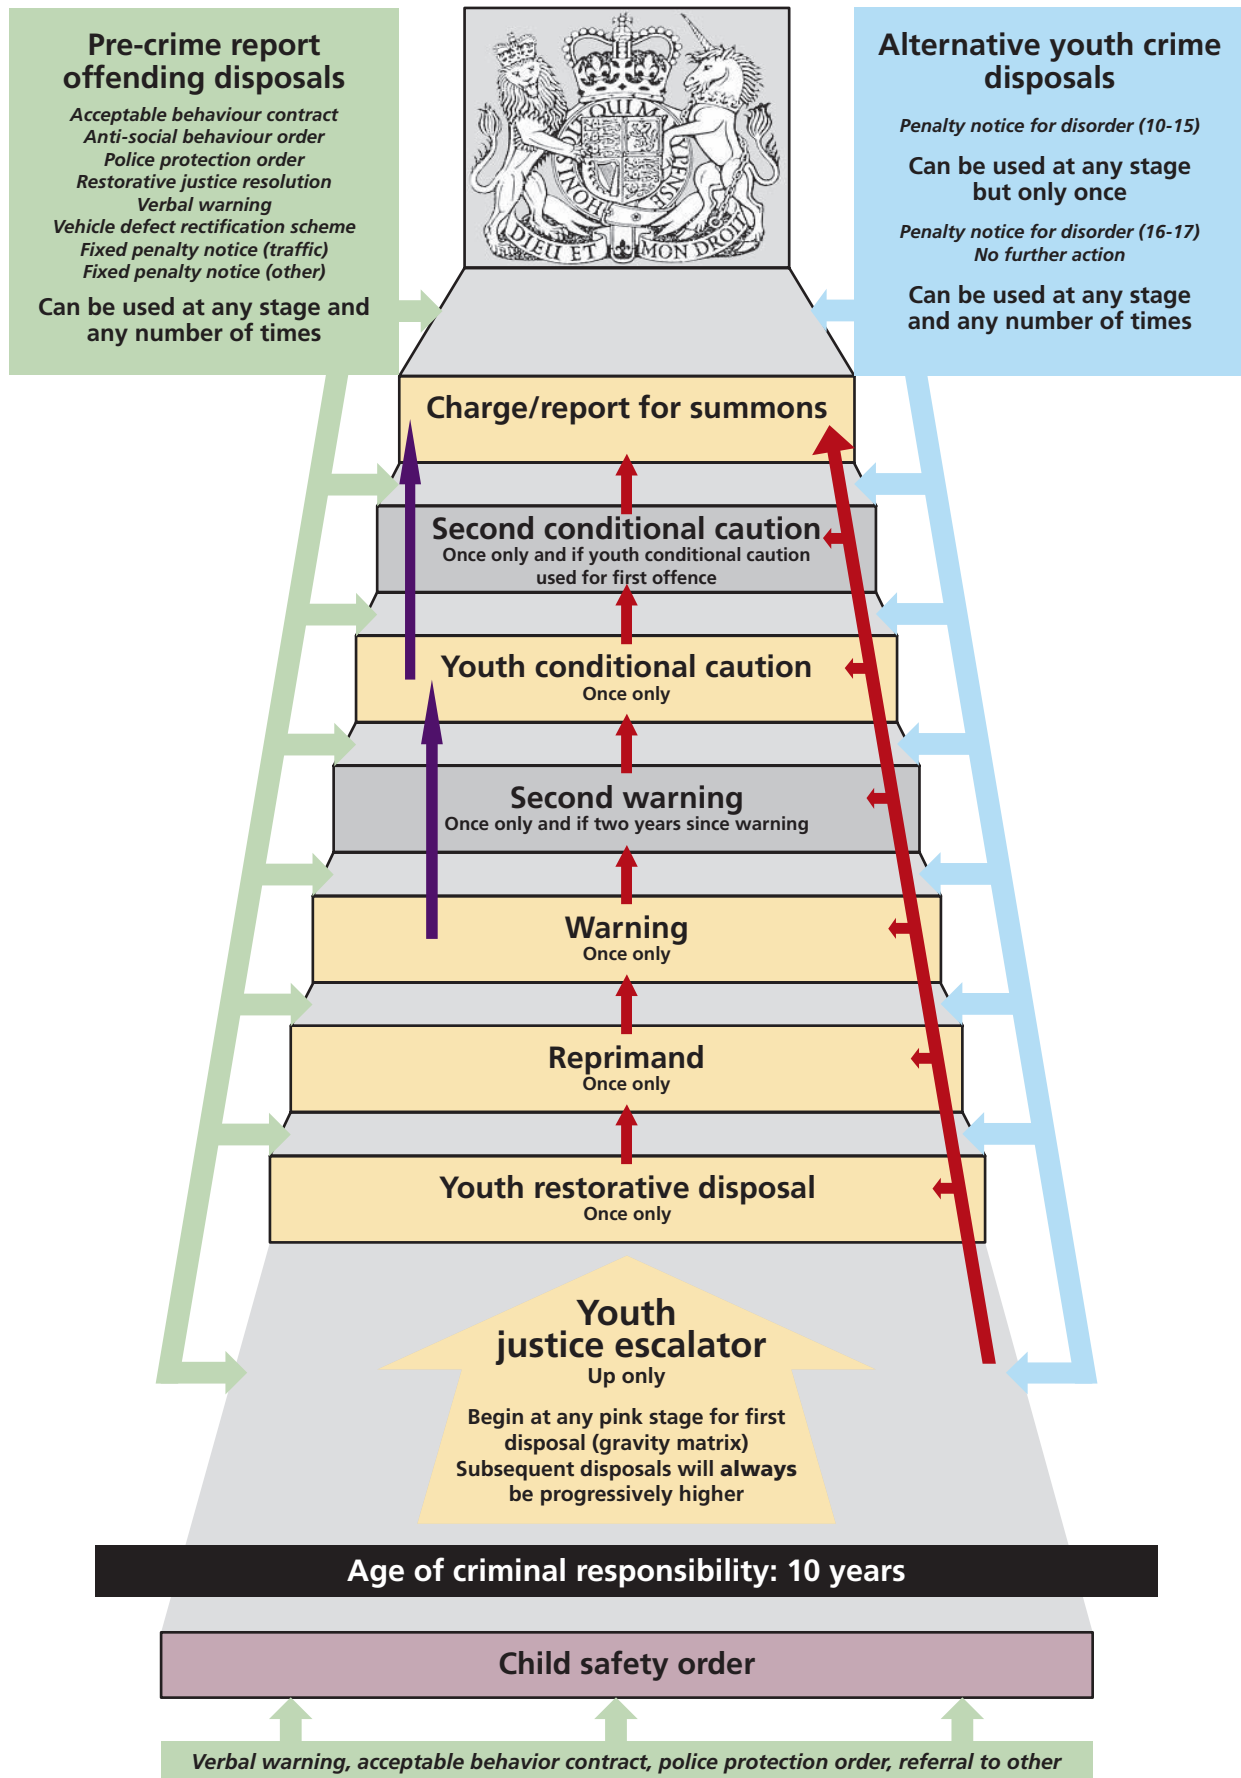 Pre-crime report
offending disposals
Acceptable behaviour contract
Anti-social behaviour order
Police protection order
Restorative justice resolution
Verbal warning
Vehicle defect rectification scheme
Fixed penalty notice (traffic)
Fixed penalty notice (other)
Can be used at any stage and
any number of times
QUI M
Y PENSE
HONI SOIT
DIEU ET MON DROIT
Alternative youth crime
disposals
Penalty notice for disorder (10-15)
Can be used at any stage
but only once
Penalty notice for disorder (16-17)
No further action
Can be used at any stage
and any number of times
Charge/report for summons
Second conditional caution
Once only and if youth conditional caution
used for first offence
Youth conditional caution
Once only
Second warning
Once only and if two years since warning
Warning
Once only
Reprimand
Once only
Youth restorative disposal
Once only
Youth
justice escalator
Up only
Begin at any pink stage for first
disposal (gravity matrix)
Subsequent disposals will always
be progressively higher
Age of criminal responsibility: 10 years
Child safety order
Verbal warning, acceptable behavior contract, police protection order, referral to other